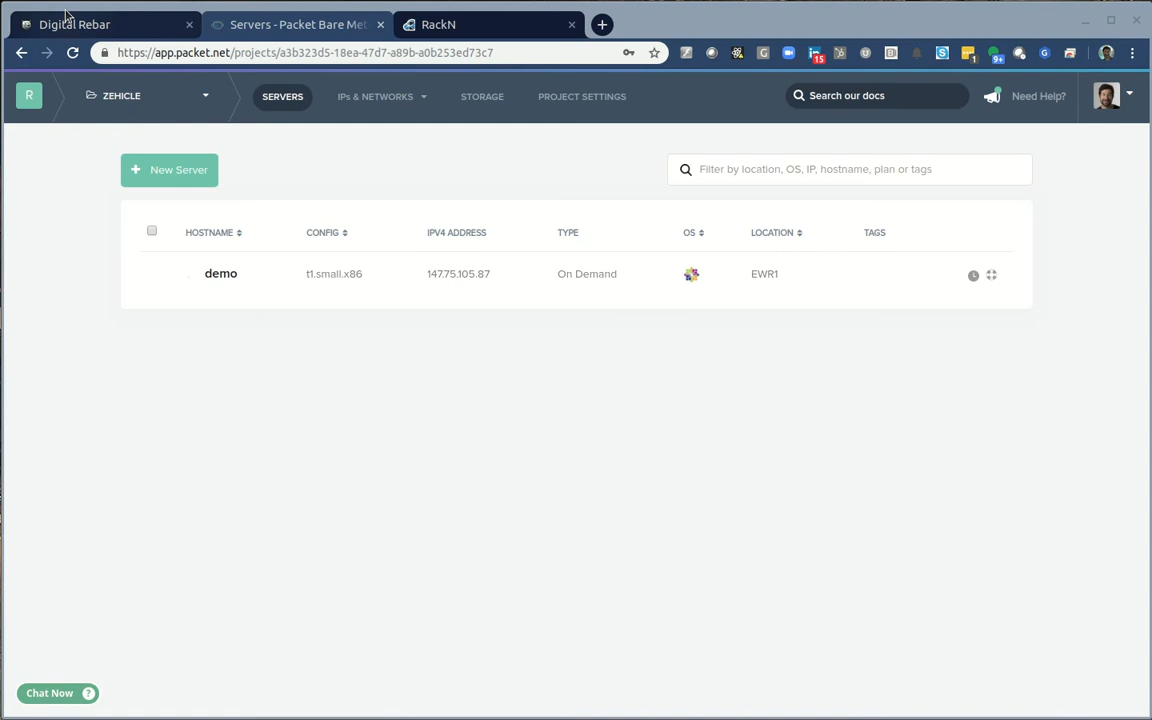 Digital Rebar
Servers - Packet Bare Met
RackN
https://app.packet.net/projects/a3b323d5-18ea-47d7-a89b-a0b253ed73c7
G
15
1
9+
G
R
ZEHICLE
SERVERS
IPs & NETWORKS
STORAGE
PROJECT SETTINGS
Search our docs
Need Help?
+ New Server
Filter by location, OS, IP, hostname, plan or tags
HOSTNAME
CONFIG
IPV4 ADDRESS
TYPE
OS
LOCATION
TAGS
demo
t1.small.x86
147.75.105.87
On Demand
EWR1
Chat Now ?